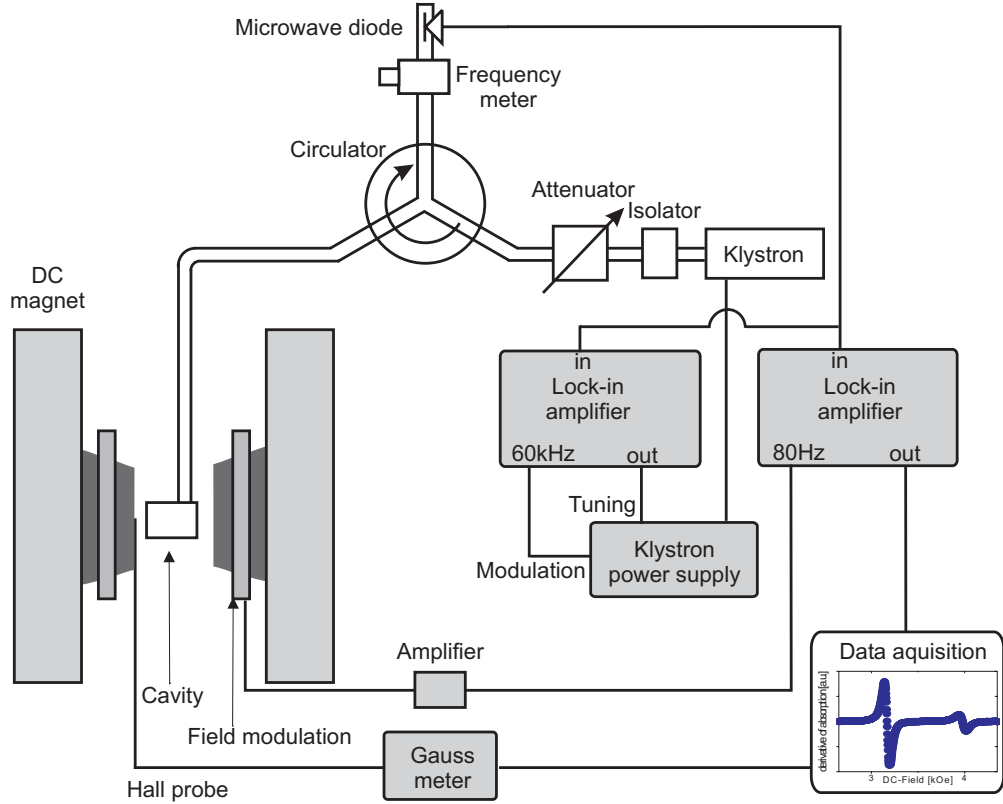 Microwave diode
Frequency
meter
Circulator
Attenuator
Isolator
Klystron
DC
magnet
in
Lock-in
amplifier
60kHz
out
in
Lock-in
amplifier
80Hz
out
Tuning
Modulation
Klystron
power supply
Amplifier
Data aquisition
derivative of absorption [a.u.]
3
4
DC-Field [kOe]
Cavity
Field modulation
Gauss
meter
Hall probe